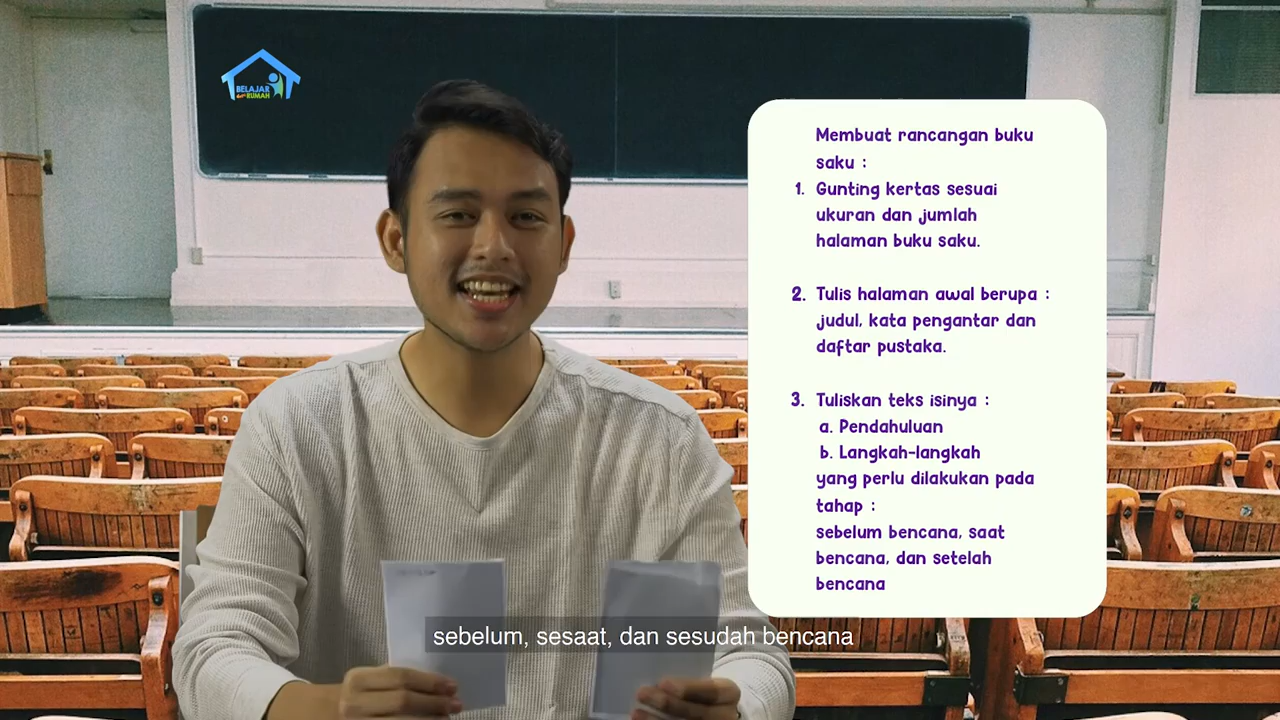 BELAJAR
dari RUMAH
Membuat rancangan buku
saku :
1. Gunting kertas sesuai
ukuran dan jumlah
halaman buku saku.
2. Tulis halaman awal berupa :
judul, kata pengantar dan
daftar pustaka.
3. Tuliskan teks isinya :
a. Pendahuluan
b. Langkah-langkah
yang perlu dilakukan pada
tahap :
sebelum bencana, saat
bencana, dan setelah
bencana
sebelum, sesaat, dan sesudah bencana